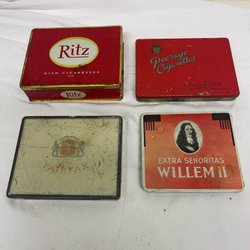 Ritz
MILD CIGARETTES
Ritz
Peerage
Cigarettes
FAIRFAX
EXTRA SENORITAS
WILLEM II